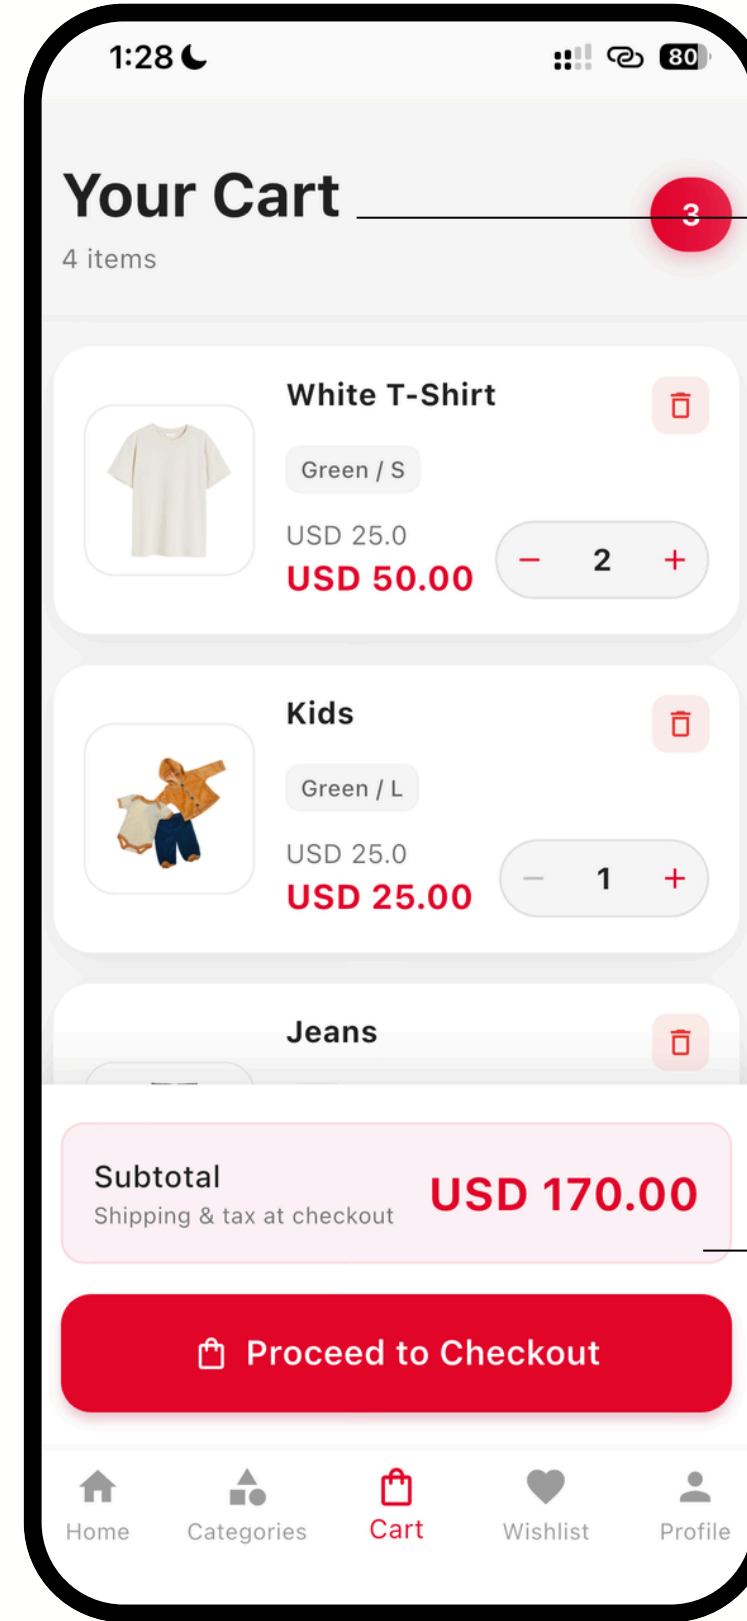 1:28
80
Your Cart
3
4 items
White T-Shirt
Green / S
USD 25.0
USD 50.00
− 2 +
Kids
Green / L
USD 25.0
USD 25.00
− 1 +
Jeans
Subtotal
Shipping & tax at checkout
USD 170.00
Proceed to Checkout
Home
Categories
Cart
Wishlist
Profile